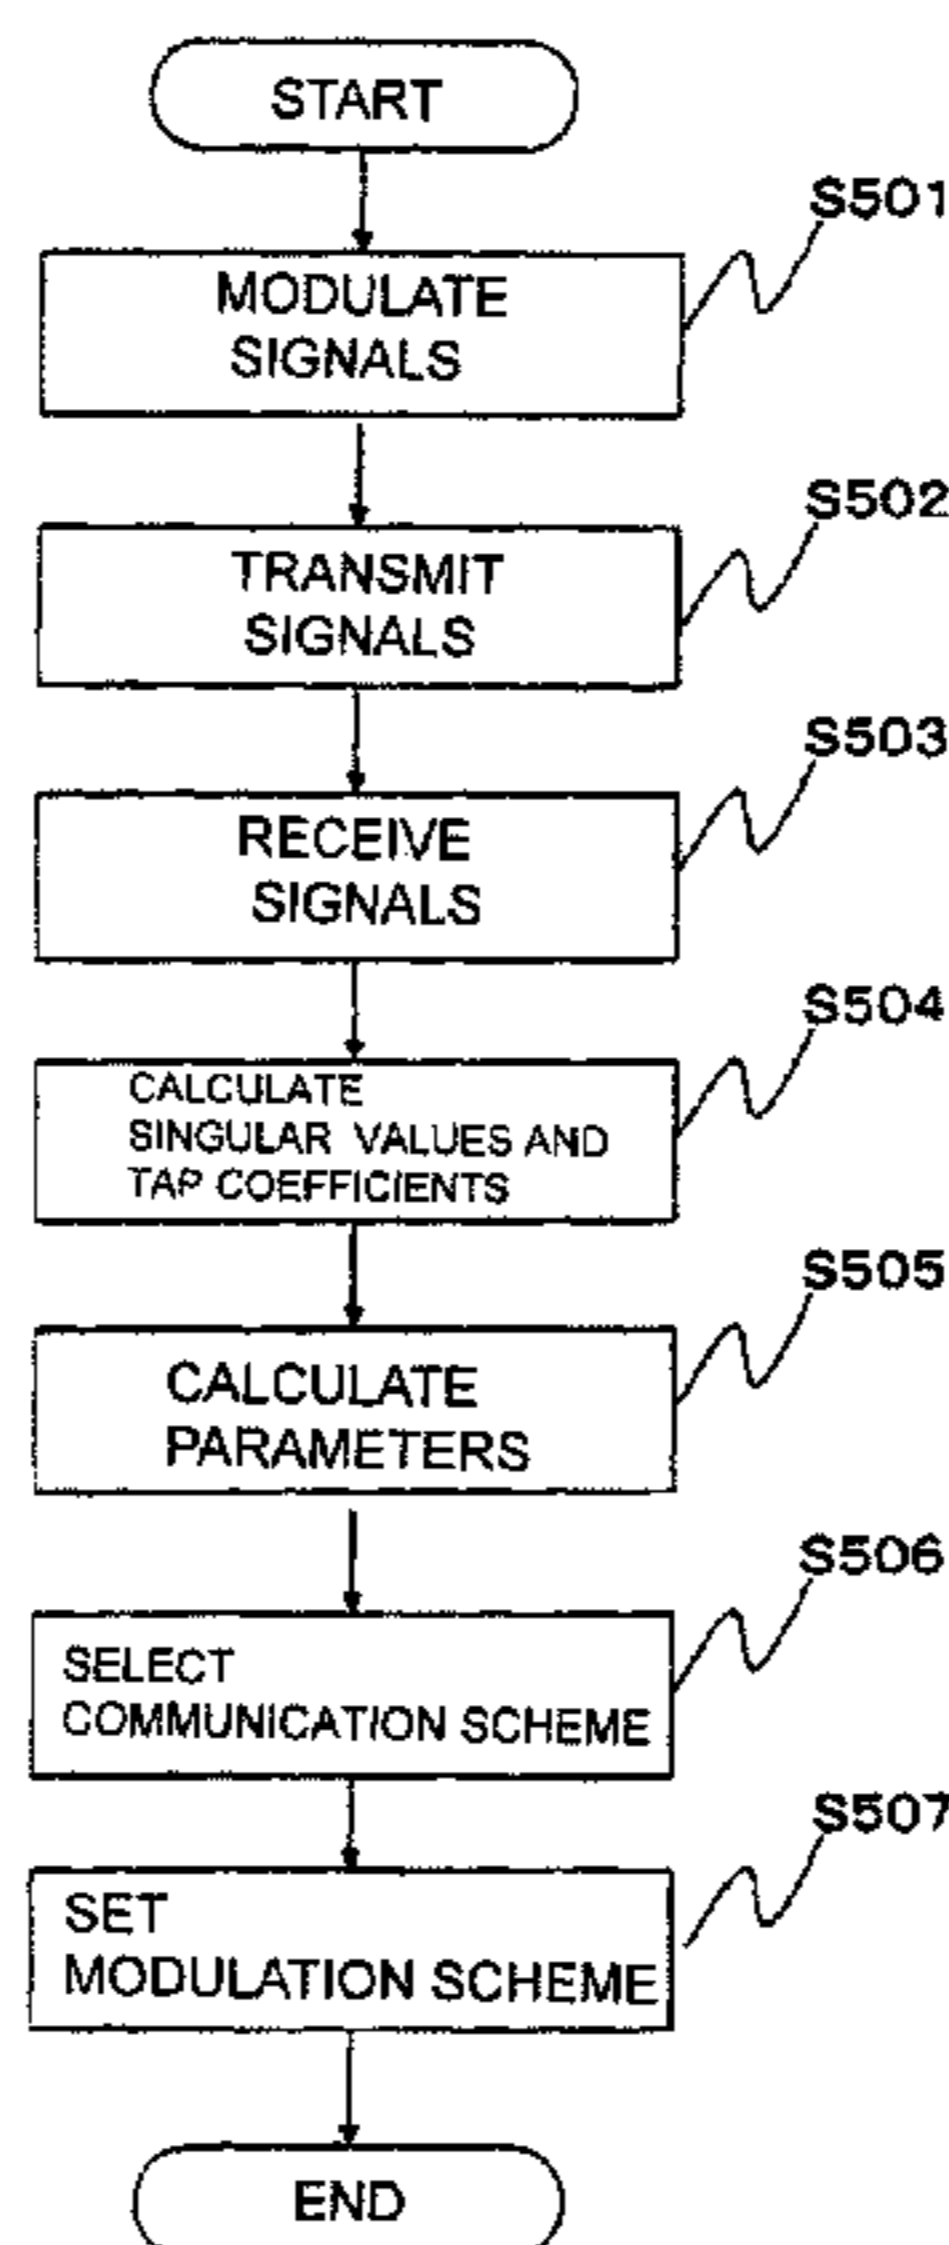 START
S501
MODULATE
SIGNALS
S502
TRANSMIT
SIGNALS
S503
RECEIVE
SIGNALS
S504
CALCULATE
SINGULAR VALUES AND
TAP COEFFICIENTS
S505
CALCULATE
PARAMETERS
S506
SELECT
COMMUNICATION SCHEME
S507
SET
MODULATION SCHEME
END